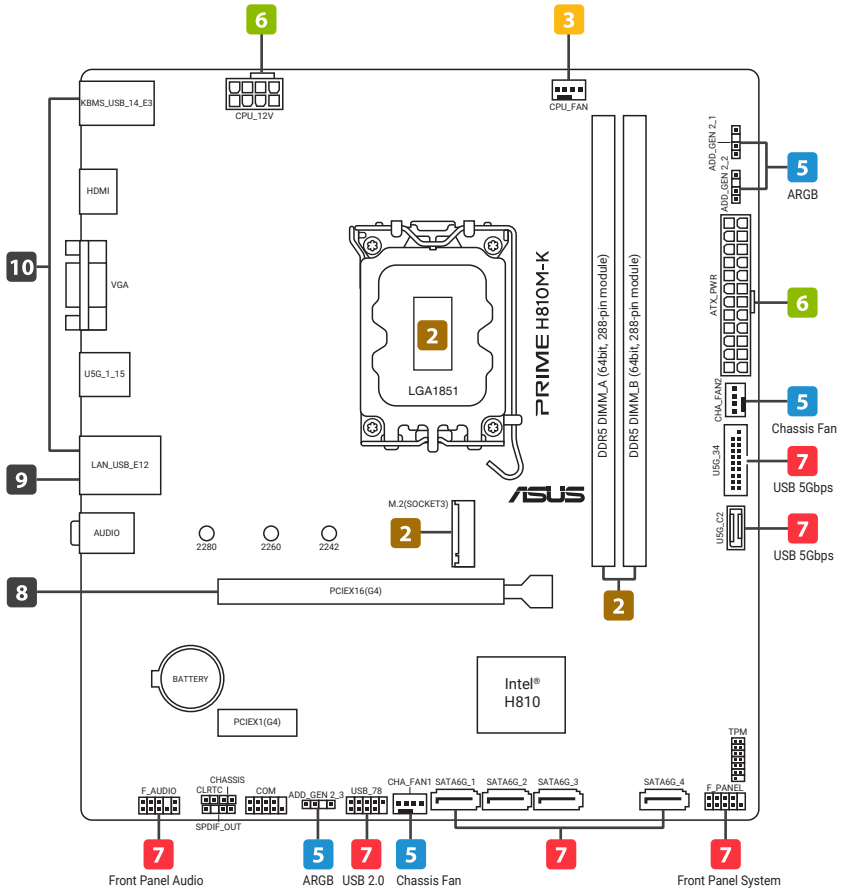 6
3
KBMS_USB_14_E3
CPU_12V
CPU_FAN
ADD_GEN 2_1
ADD_GEN 2_2
5
ARGB
HDMI
10
VGA
ATX_PWR
6
PRIME H810M-K
DDR5 DIMM_A (64bit, 288-pin module)
DDR5 DIMM_B (64bit, 288-pin module)
2
LGA1851
U5G_1_15
CHA_FAN2
5
Chassis Fan
U5G_34
7
USB 5Gbps
LAN_USB_E12
9
ASUS
M.2(SOCKET3)
U5G_C2
7
USB 5Gbps
AUDIO
2280
2260
2242
2
8
PCIEX16(G4)
2
BATTERY
Intel®
H810
PCIEX1(G4)
TPM
F_AUDIO
CHASSIS
CLRTC
SPDIF_OUT
COM
ADD_GEN 2_3
USB_78
CHA_FAN1
SATA6G_1
SATA6G_2
SATA6G_3
SATA6G_4
F_PANEL
7
5
7
5
7
7
Front Panel Audio
ARGB
USB 2.0
Chassis Fan
Front Panel System